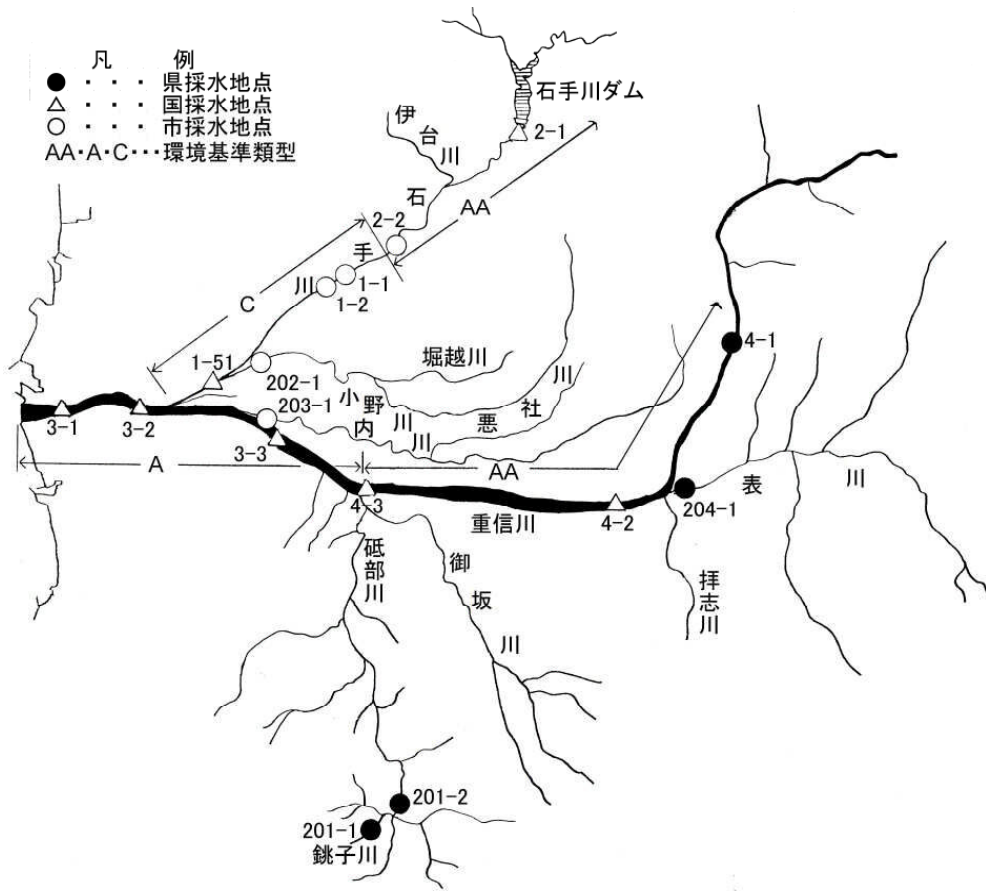 凡 例
● ・ ・ ・ 県採水地点
△ ・ ・ ・ 国採水地点
○ ・ ・ ・ 市採水地点
AA・A・C・・・環境基準類型
石手川ダム
2-1
伊台川
石手川
AA
2-2
1-1
1-2
C
1-51
202-1
堀越川
4-1
小野川
悪社川
203-1
内川
3-1
3-2
3-3
A
AA
4-3
重信川
4-2
204-1
表川
砥部川
御坂川
拝志川
201-2
201-1
銚子川